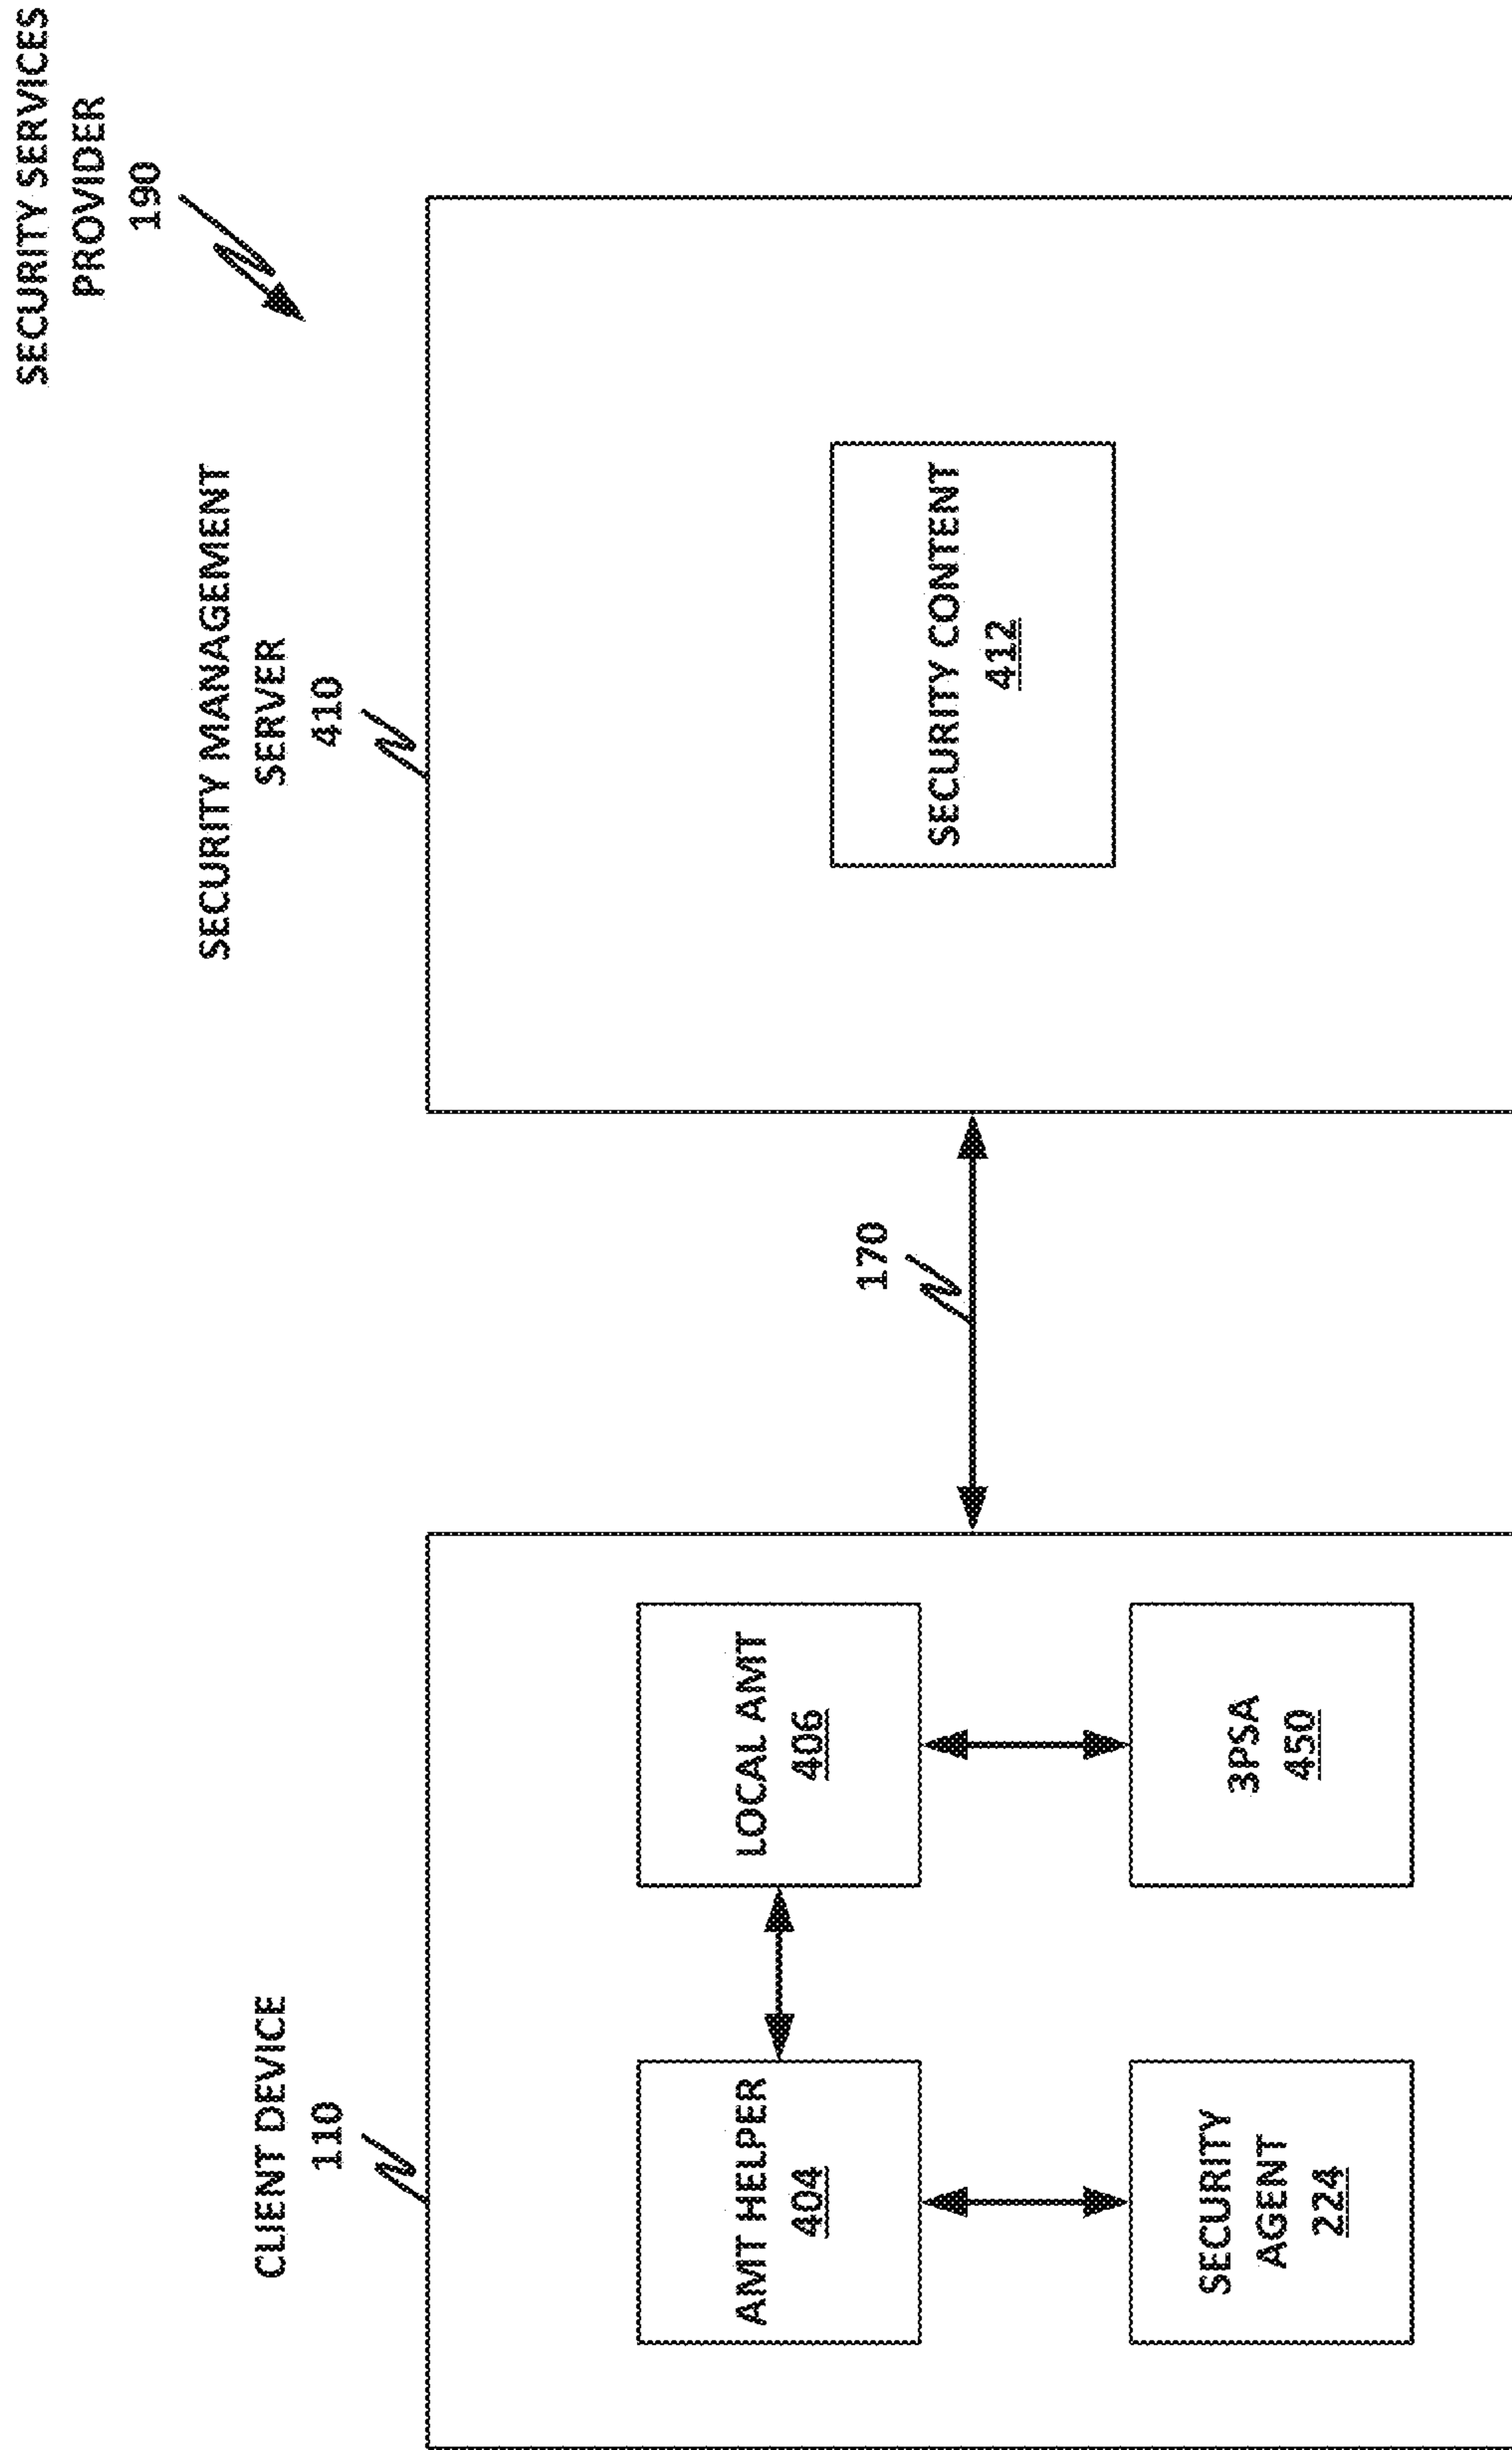 SECURITY SERVICES
PROVIDER
190
SECURITY MANAGEMENT
SERVER
410
CLIENT DEVICE
110
AMT HELPER
404
LOCAL AMT
406
170
SECURITY CONTENT
412
SECURITY
AGENT
224
3PSA
450